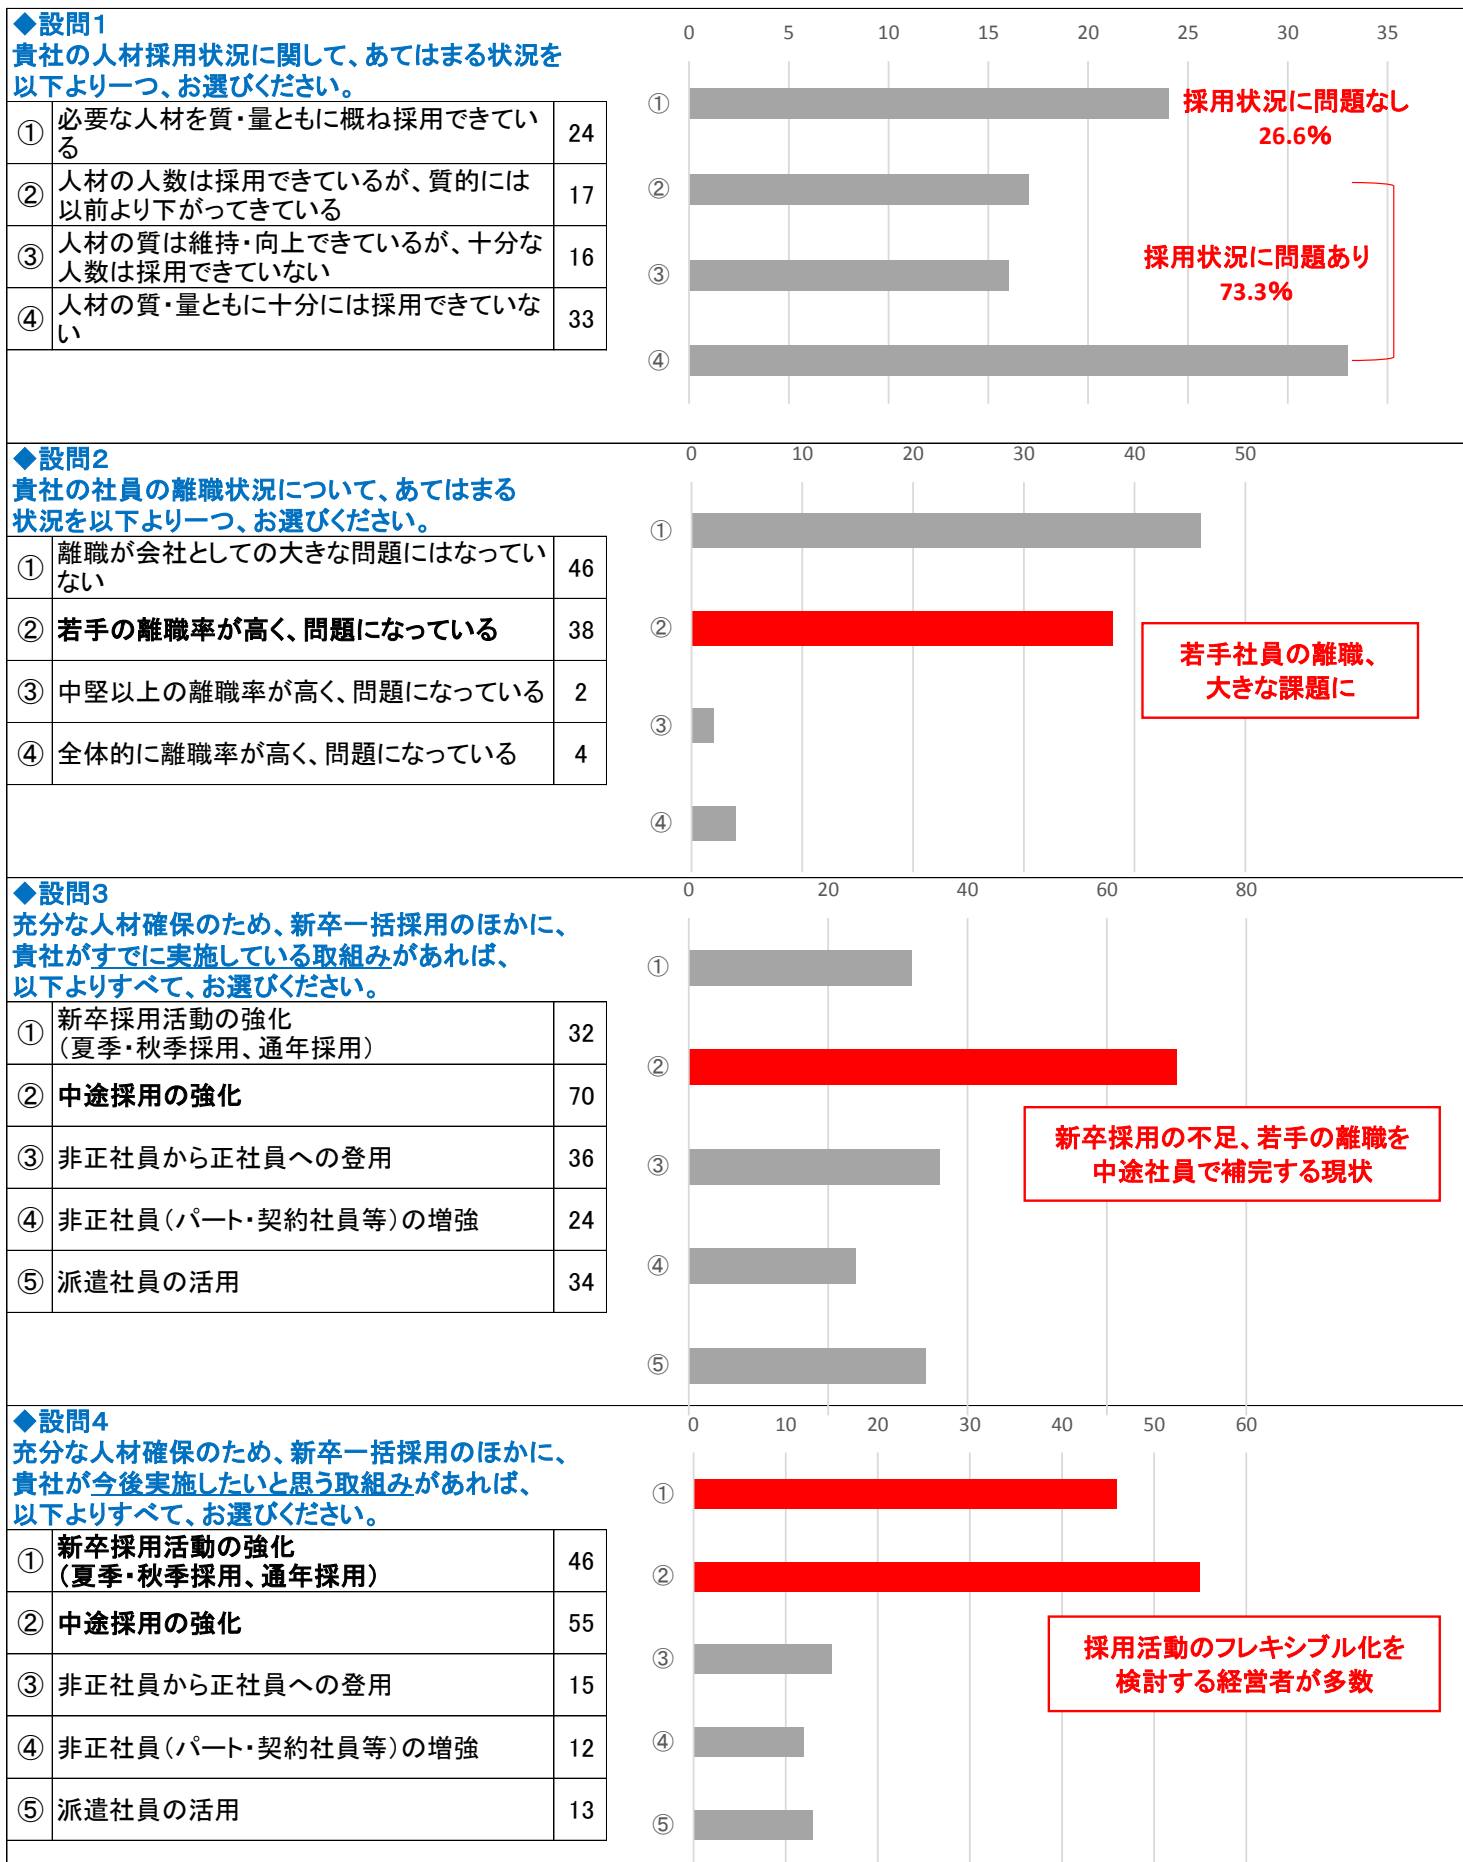 ◆設問1
貴社の人材採用状況に関して、あてはまる状況を
以下より一つ、お選びください。
① 必要な人材を質・量ともに概ね採用できてい
る 24
② 人材の人数は採用できているが、質的には
以前より下がってきている 17
③ 人材の質は維持・向上できているが、十分な
人数は採用できていない 16
④ 人材の質・量ともに十分には採用できていな
い 33
0 5 10 15 20 25 30 35
①
②
③
④
採用状況に問題なし
26.6%
採用状況に問題あり
73.3%
◆設問2
貴社の社員の離職状況について、あてはまる
状況を以下より一つ、お選びください。
① 離職が会社としての大きな問題にはなってい
ない 46
② 若手の離職率が高く、問題になっている 38
③ 中堅以上の離職率が高く、問題になっている 2
④ 全体的に離職率が高く、問題になっている 4
0 10 20 30 40 50
①
②
③
④
若手社員の離職、
大きな課題に
◆設問3
充分な人材確保のため、新卒一括採用のほかに、
貴社がすでに実施している取組みがあれば、
以下よりすべて、お選びください。
① 新卒採用活動の強化
（夏季・秋季採用、通年採用） 32
② 中途採用の強化 70
③ 非正社員から正社員への登用 36
④ 非正社員（パート・契約社員等）の増強 24
⑤ 派遣社員の活用 34
0 20 40 60 80
①
②
③
④
⑤
新卒採用の不足、若手の離職を
中途社員で補完する現状
◆設問4
充分な人材確保のため、新卒一括採用のほかに、
貴社が今後実施したいと思う取組みがあれば、
以下よりすべて、お選びください。
① 新卒採用活動の強化
（夏季・秋季採用、通年採用） 46
② 中途採用の強化 55
③ 非正社員から正社員への登用 15
④ 非正社員（パート・契約社員等）の増強 12
⑤ 派遣社員の活用 13
0 10 20 30 40 50 60
①
②
③
④
⑤
採用活動のフレキシブル化を
検討する経営者が多数